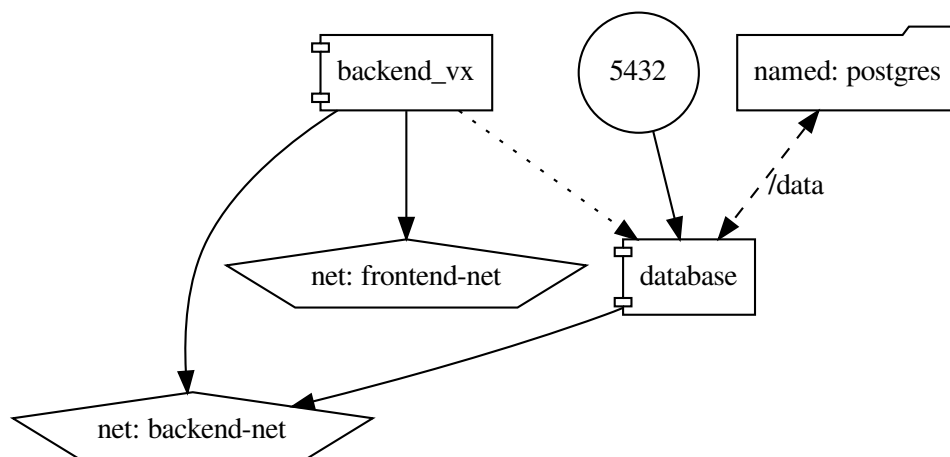 backend_vx
5432
named: postgres
/data
net: frontend-net
database
net: backend-net